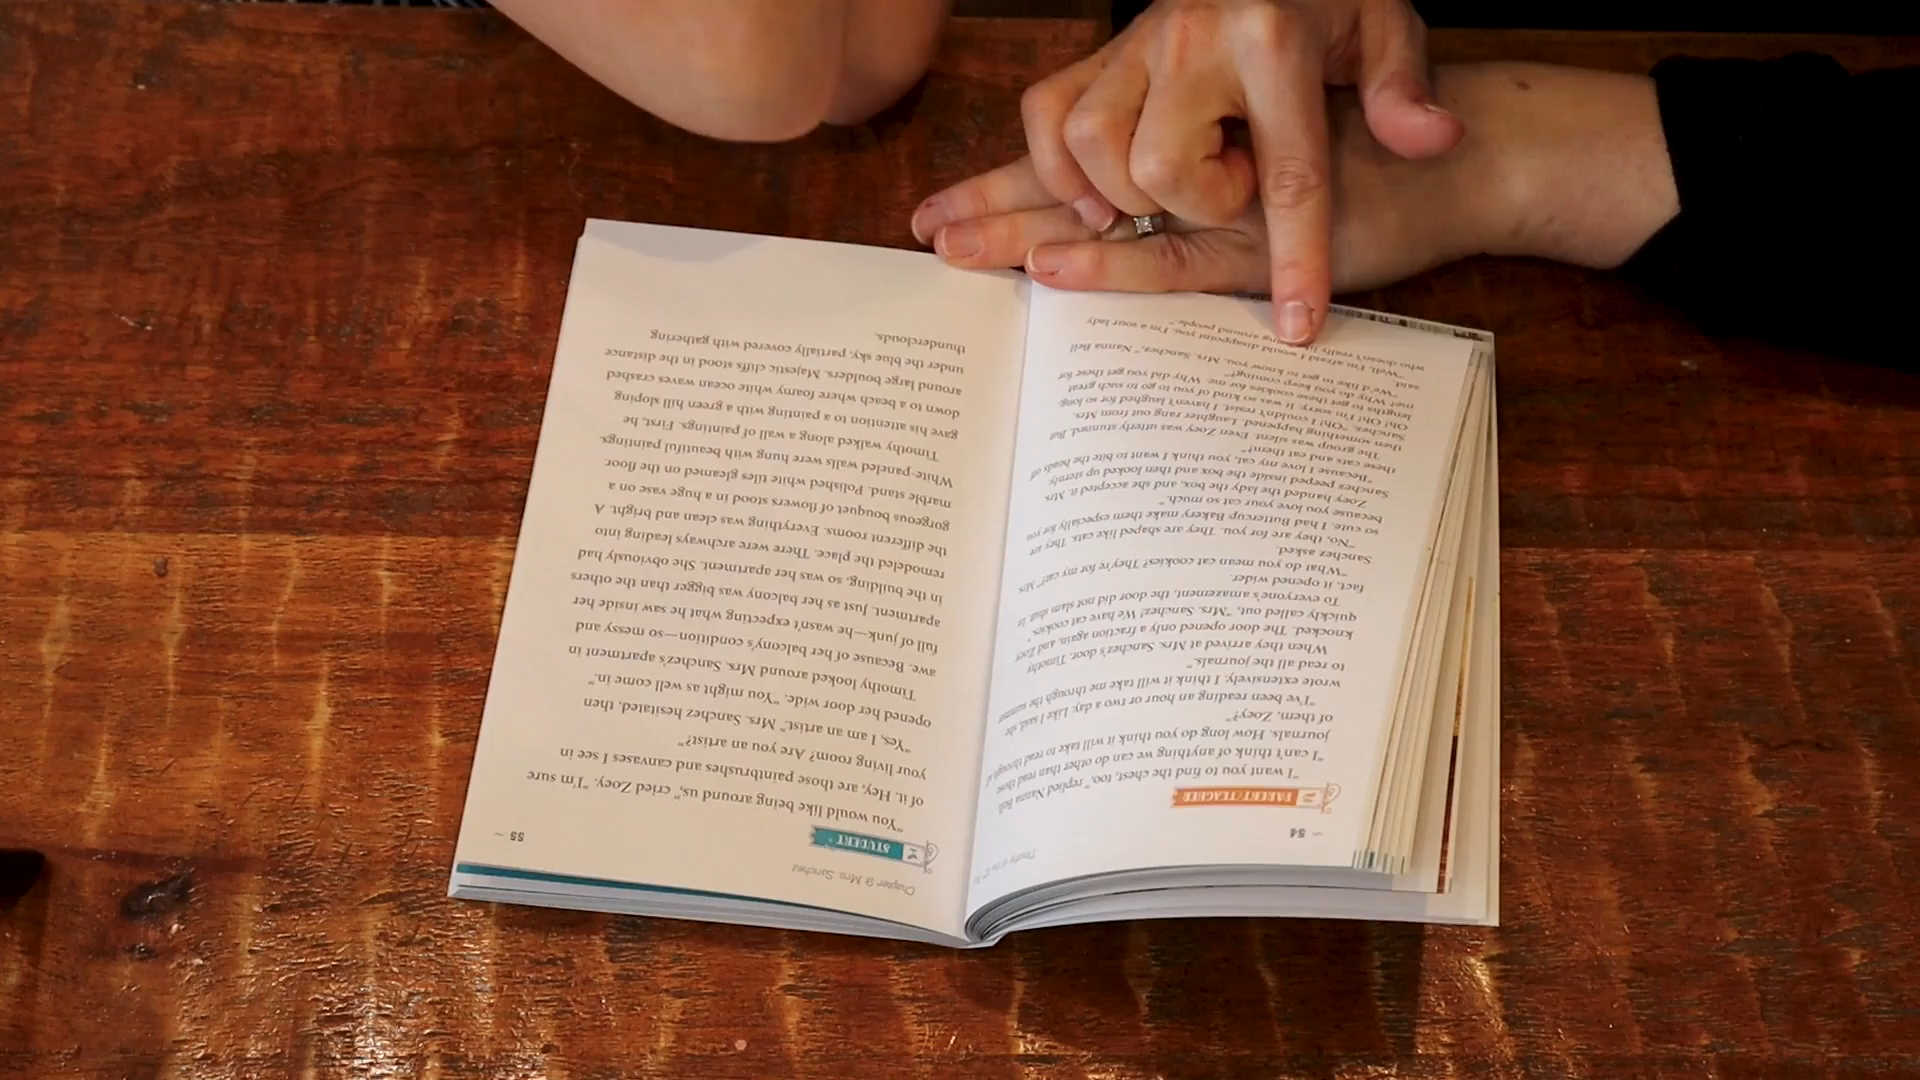 54
PARENT/TEACHER
"I want you to find the chest, too," replied Nanna Bell.
"I can't think of anything we can do other than read those
journals. How long do you think it will take to read through all
of them, Zoey?"
"I've been reading an hour or two a day. Like I said, she
wrote extensively. I think it will take me through the summer
to read all the journals."
When they arrived at Mrs. Sanchez's door, Timothy
knocked. The door opened only a fraction again, and Zoey
quickly called out, "Mrs. Sanchez! We have cat cookies."
To everyone's amazement, the door did not slam shut. In
fact, it opened wider.
"What do you mean cat cookies? They're for my cat?" Mrs.
Sanchez asked.
"No, they are for you. They are shaped like cats. They are
so cute. I had Buttercup Bakery make them especially for you
because you love your cat so much."
Zoey handed the lady the box, and she accepted it. Mrs.
Sanchez peeped inside the box and then looked up sternly.
"Because I love my cat, you think I want to bite the heads off
these cats and eat them?"
The group was silent. Even Zoey was utterly stunned. But
then something happened. Laughter rang out from Mrs.
Sanchez. "Oh! I couldn't resist. I haven't laughed for so long.
Oh! Oh! I'm sorry. It was so kind of you to go to such great
lengths to get these cookies for me. Why did you get these for
me? Why do you keep coming?"
"We'd like to get to know you, Mrs. Sanchez," Nanna Bell
said.
"Well, I'm afraid I would disappoint you. I'm a sour lady
who doesn't really like being around people."
Chapter 9: Mrs. Sanchez
55
STUDENT
"You would like being around us," cried Zoey. "I'm sure
of it. Hey, are those paintbrushes and canvases I see in
your living room? Are you an artist?"
"Yes, I am an artist." Mrs. Sanchez hesitated, then
opened her door wide. "You might as well come in."
Timothy looked around Mrs. Sanchez's apartment in
awe. Because of her balcony's condition—so messy and
full of junk—he wasn't expecting what he saw inside her
apartment. Just as her balcony was bigger than the others
in the building, so was her apartment. She obviously had
remodeled the place. There were archways leading into
the different rooms. Everything was clean and bright. A
gorgeous bouquet of flowers stood in a huge vase on a
marble stand. Polished white tiles gleamed on the floor.
White-paneled walls were hung with beautiful paintings.
Timothy walked along a wall of paintings. First, he
gave his attention to a painting with a green hill sloping
down to a beach where foamy white ocean waves crashed
around large boulders. Majestic cliffs stood in the distance
under the blue sky, partially covered with gathering
thunderclouds.